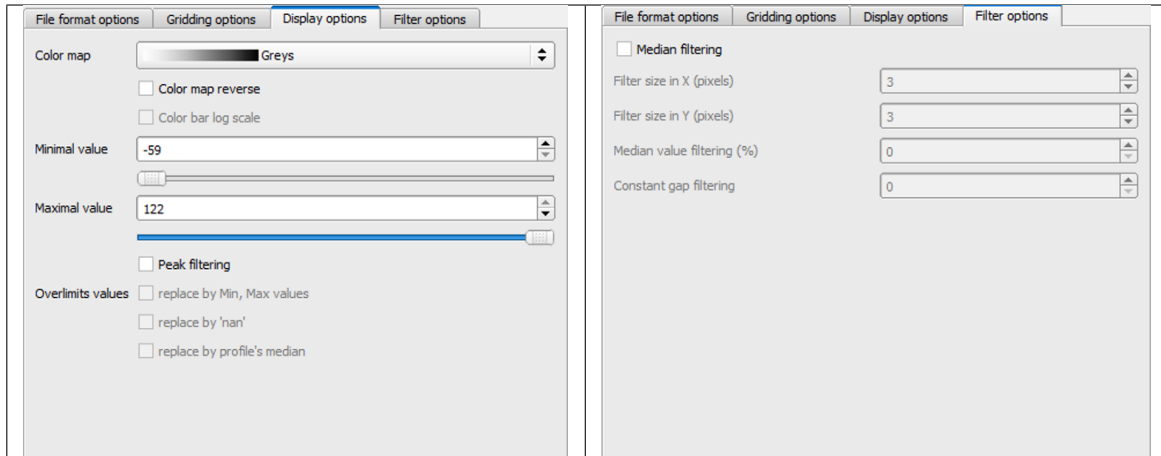 File format options Gridding options Display options Filter options
Color map Greys
Color map reverse
Color bar log scale
Minimal value -59
Maximal value 122
Peak filtering
Overlimits values replace by Min, Max values
replace by 'nan'
replace by profile's median
File format options Gridding options Display options Filter options
Median filtering
Filter size in X (pixels) 3
Filter size in Y (pixels) 3
Median value filtering (%) 0
Constant gap filtering 0